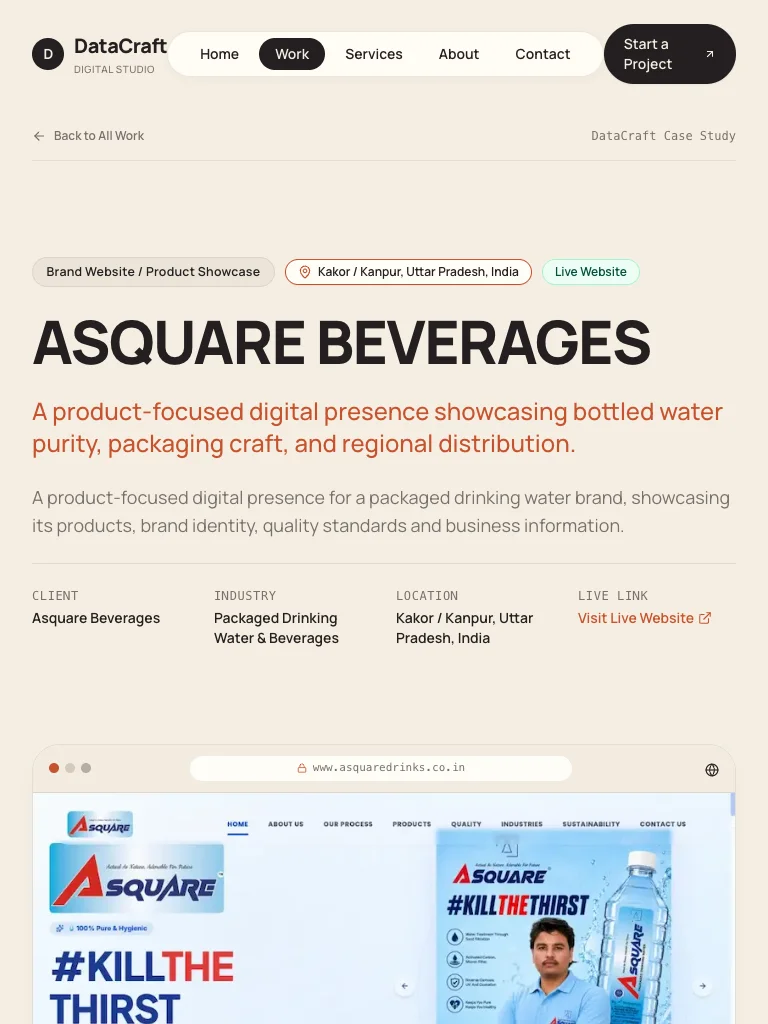 D
DataCraft
DIGITAL STUDIO
Home
Work
Services
About
Contact
Start a
Project
Back to All Work
DataCraft Case Study
Brand Website / Product Showcase
Kakor / Kanpur, Uttar Pradesh, India
Live Website
ASQUARE BEVERAGES
A product-focused digital presence showcasing bottled water
purity, packaging craft, and regional distribution.
A product-focused digital presence for a packaged drinking water brand, showcasing
its products, brand identity, quality standards and business information.
CLIENT
Asquare Beverages
INDUSTRY
Packaged Drinking
Water & Beverages
LOCATION
Kakor / Kanpur, Uttar
Pradesh, India
LIVE LINK
Visit Live Website
www.asquaredrinks.co.in
ASQUARE
HOME
ABOUT US
OUR PROCESS
PRODUCTS
QUALITY
INDUSTRIES
SUSTAINABILITY
CONTACT US
ASQUARE
100% Pure & Hygienic
#KILLTHE
THIRST
ASQUARE
#KILLTHETHIRST
ASQUARE